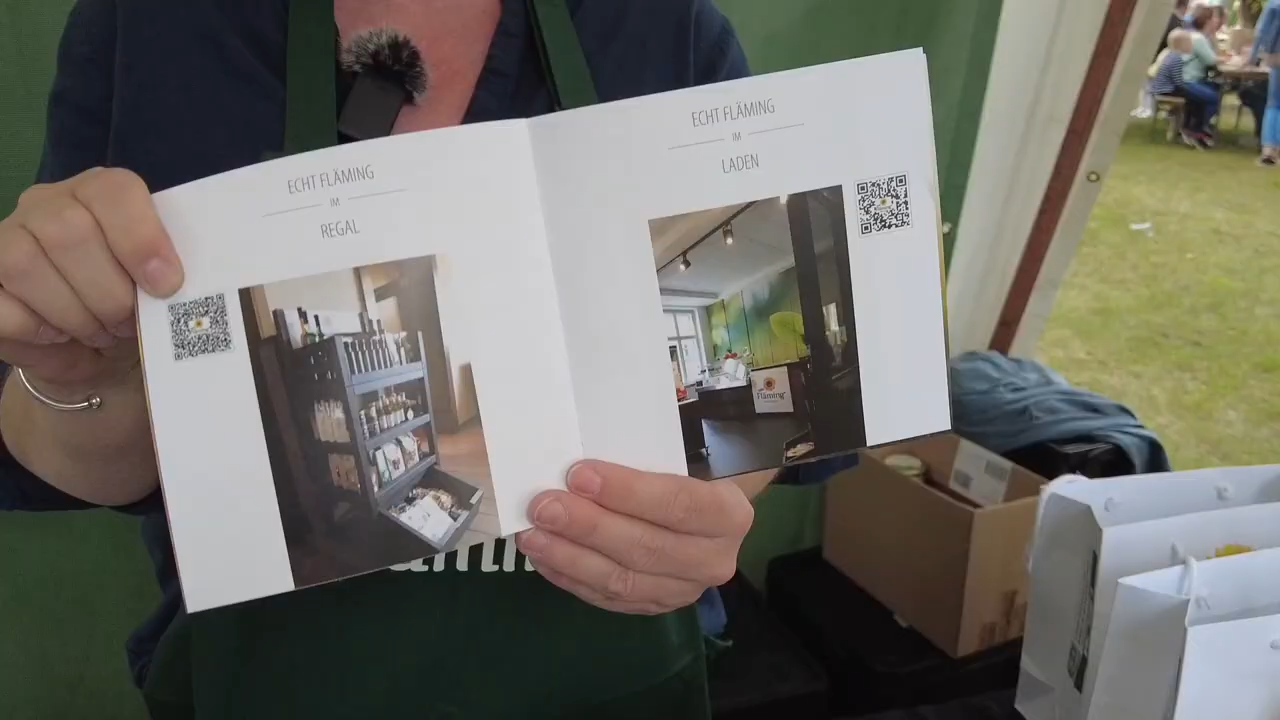 ECHT FLÄMING
IM
REGAL
ECHT FLÄMING
IM
LADEN
Fläming